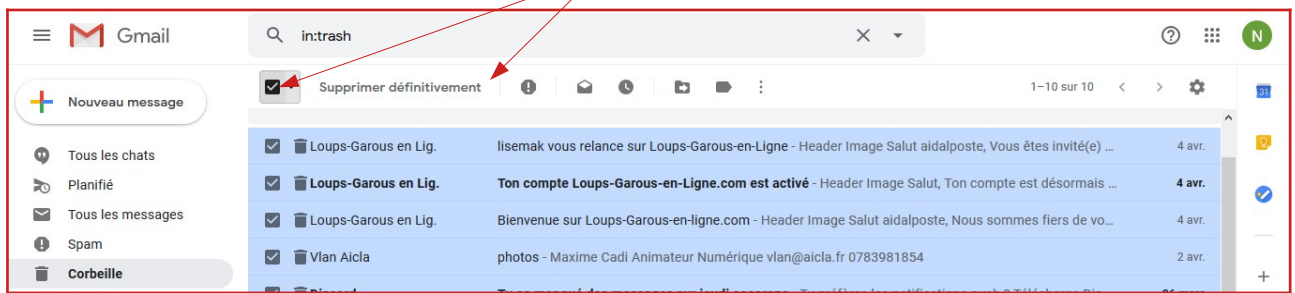 Gmail
in:trash
N
Nouveau message
Supprimer définitivement
1–10 sur 10
31
Tous les chats
Planifié
Tous les messages
Spam
Corbeille
Loups-Garous en Lig. lisemak vous relance sur Loups-Garous-en-Ligne - Header Image Salut aidalposte, Vous êtes invité(e) ... 4 avr.
Loups-Garous en Lig. Ton compte Loups-Garous-en-Ligne.com est activé - Header Image Salut, Ton compte est désormais ... 4 avr.
Loups-Garous en Lig. Bienvenue sur Loups-Garous-en-ligne.com - Header Image Salut aidalposte, Nous sommes fiers de vo... 4 avr.
Vlan Aicla photos - Maxime Cadi Animateur Numérique vlan@aicla.fr 0783981854 2 avr.